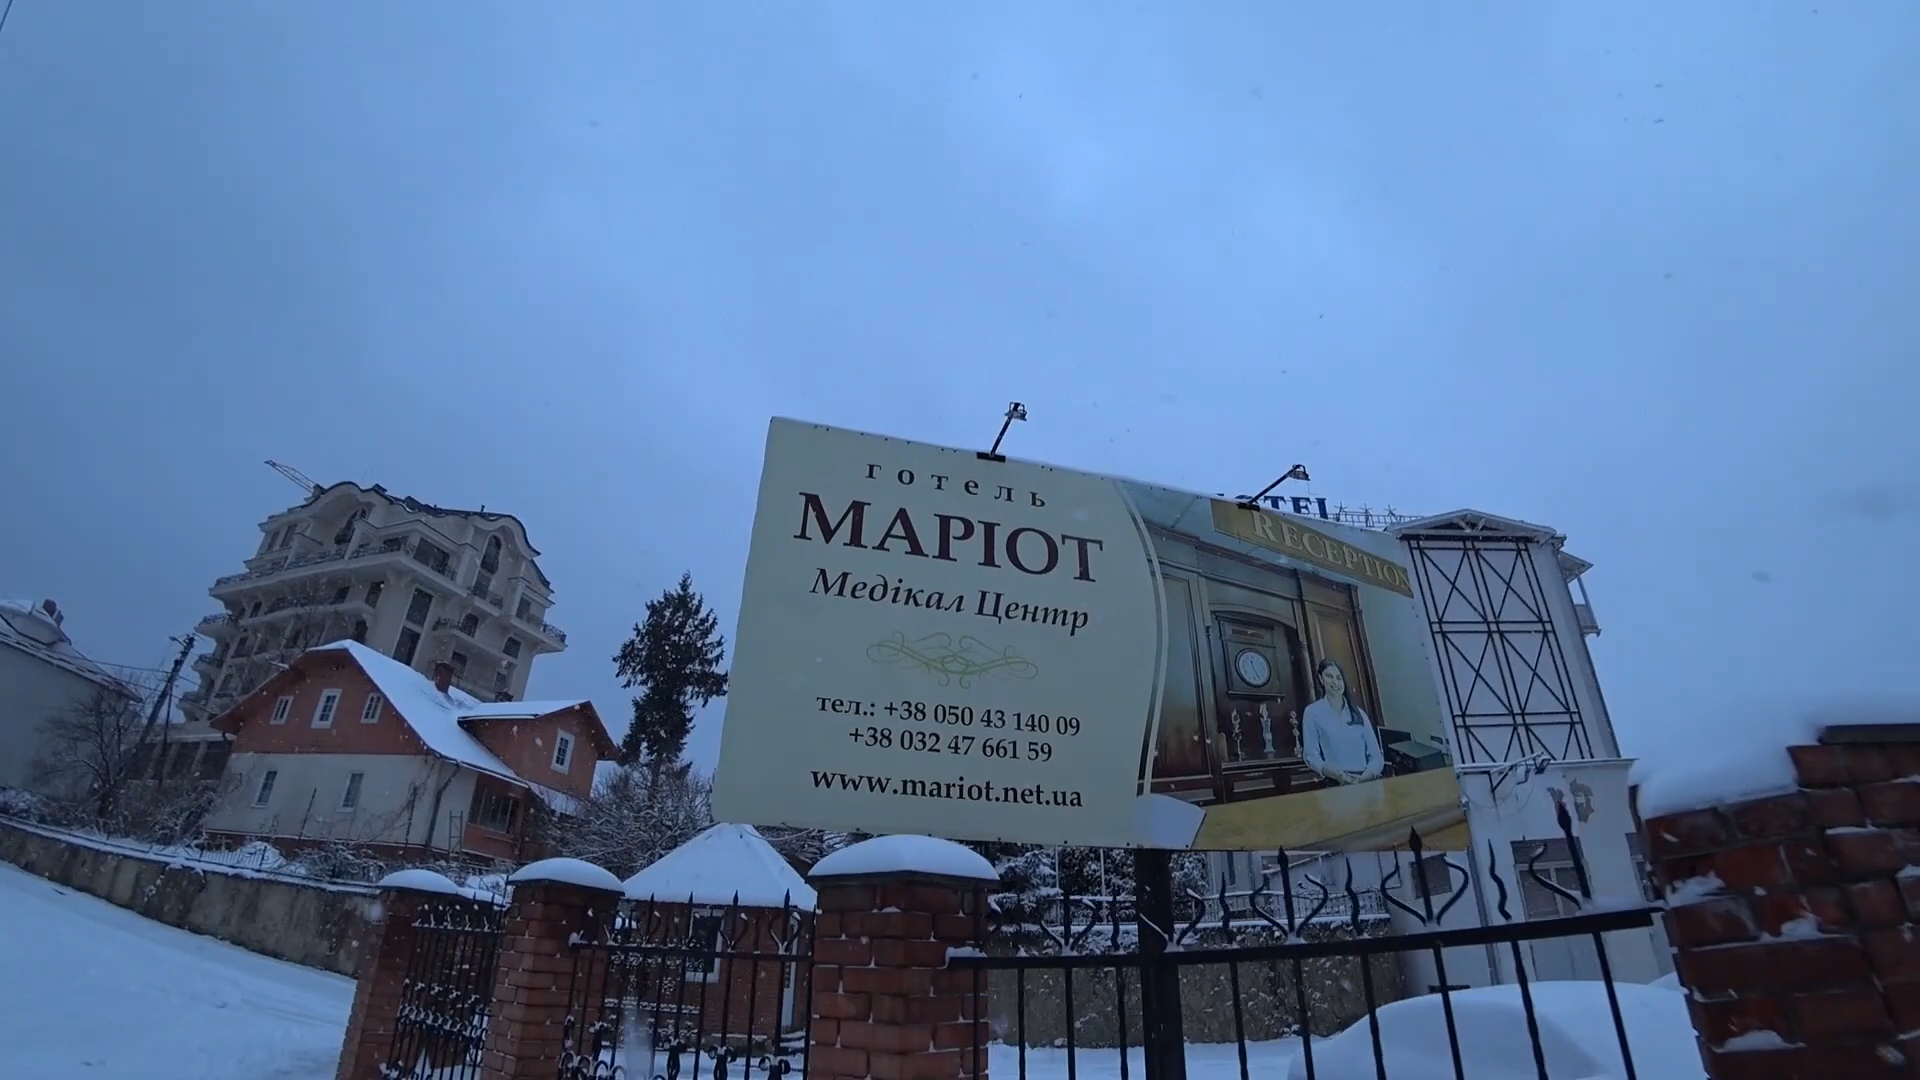 готель
МАРІОТ
Медікал Центр
тел.: +38 050 43 140 09
+38 032 47 661 59
www.mariot.net.ua
RECEPTION
HOTEL